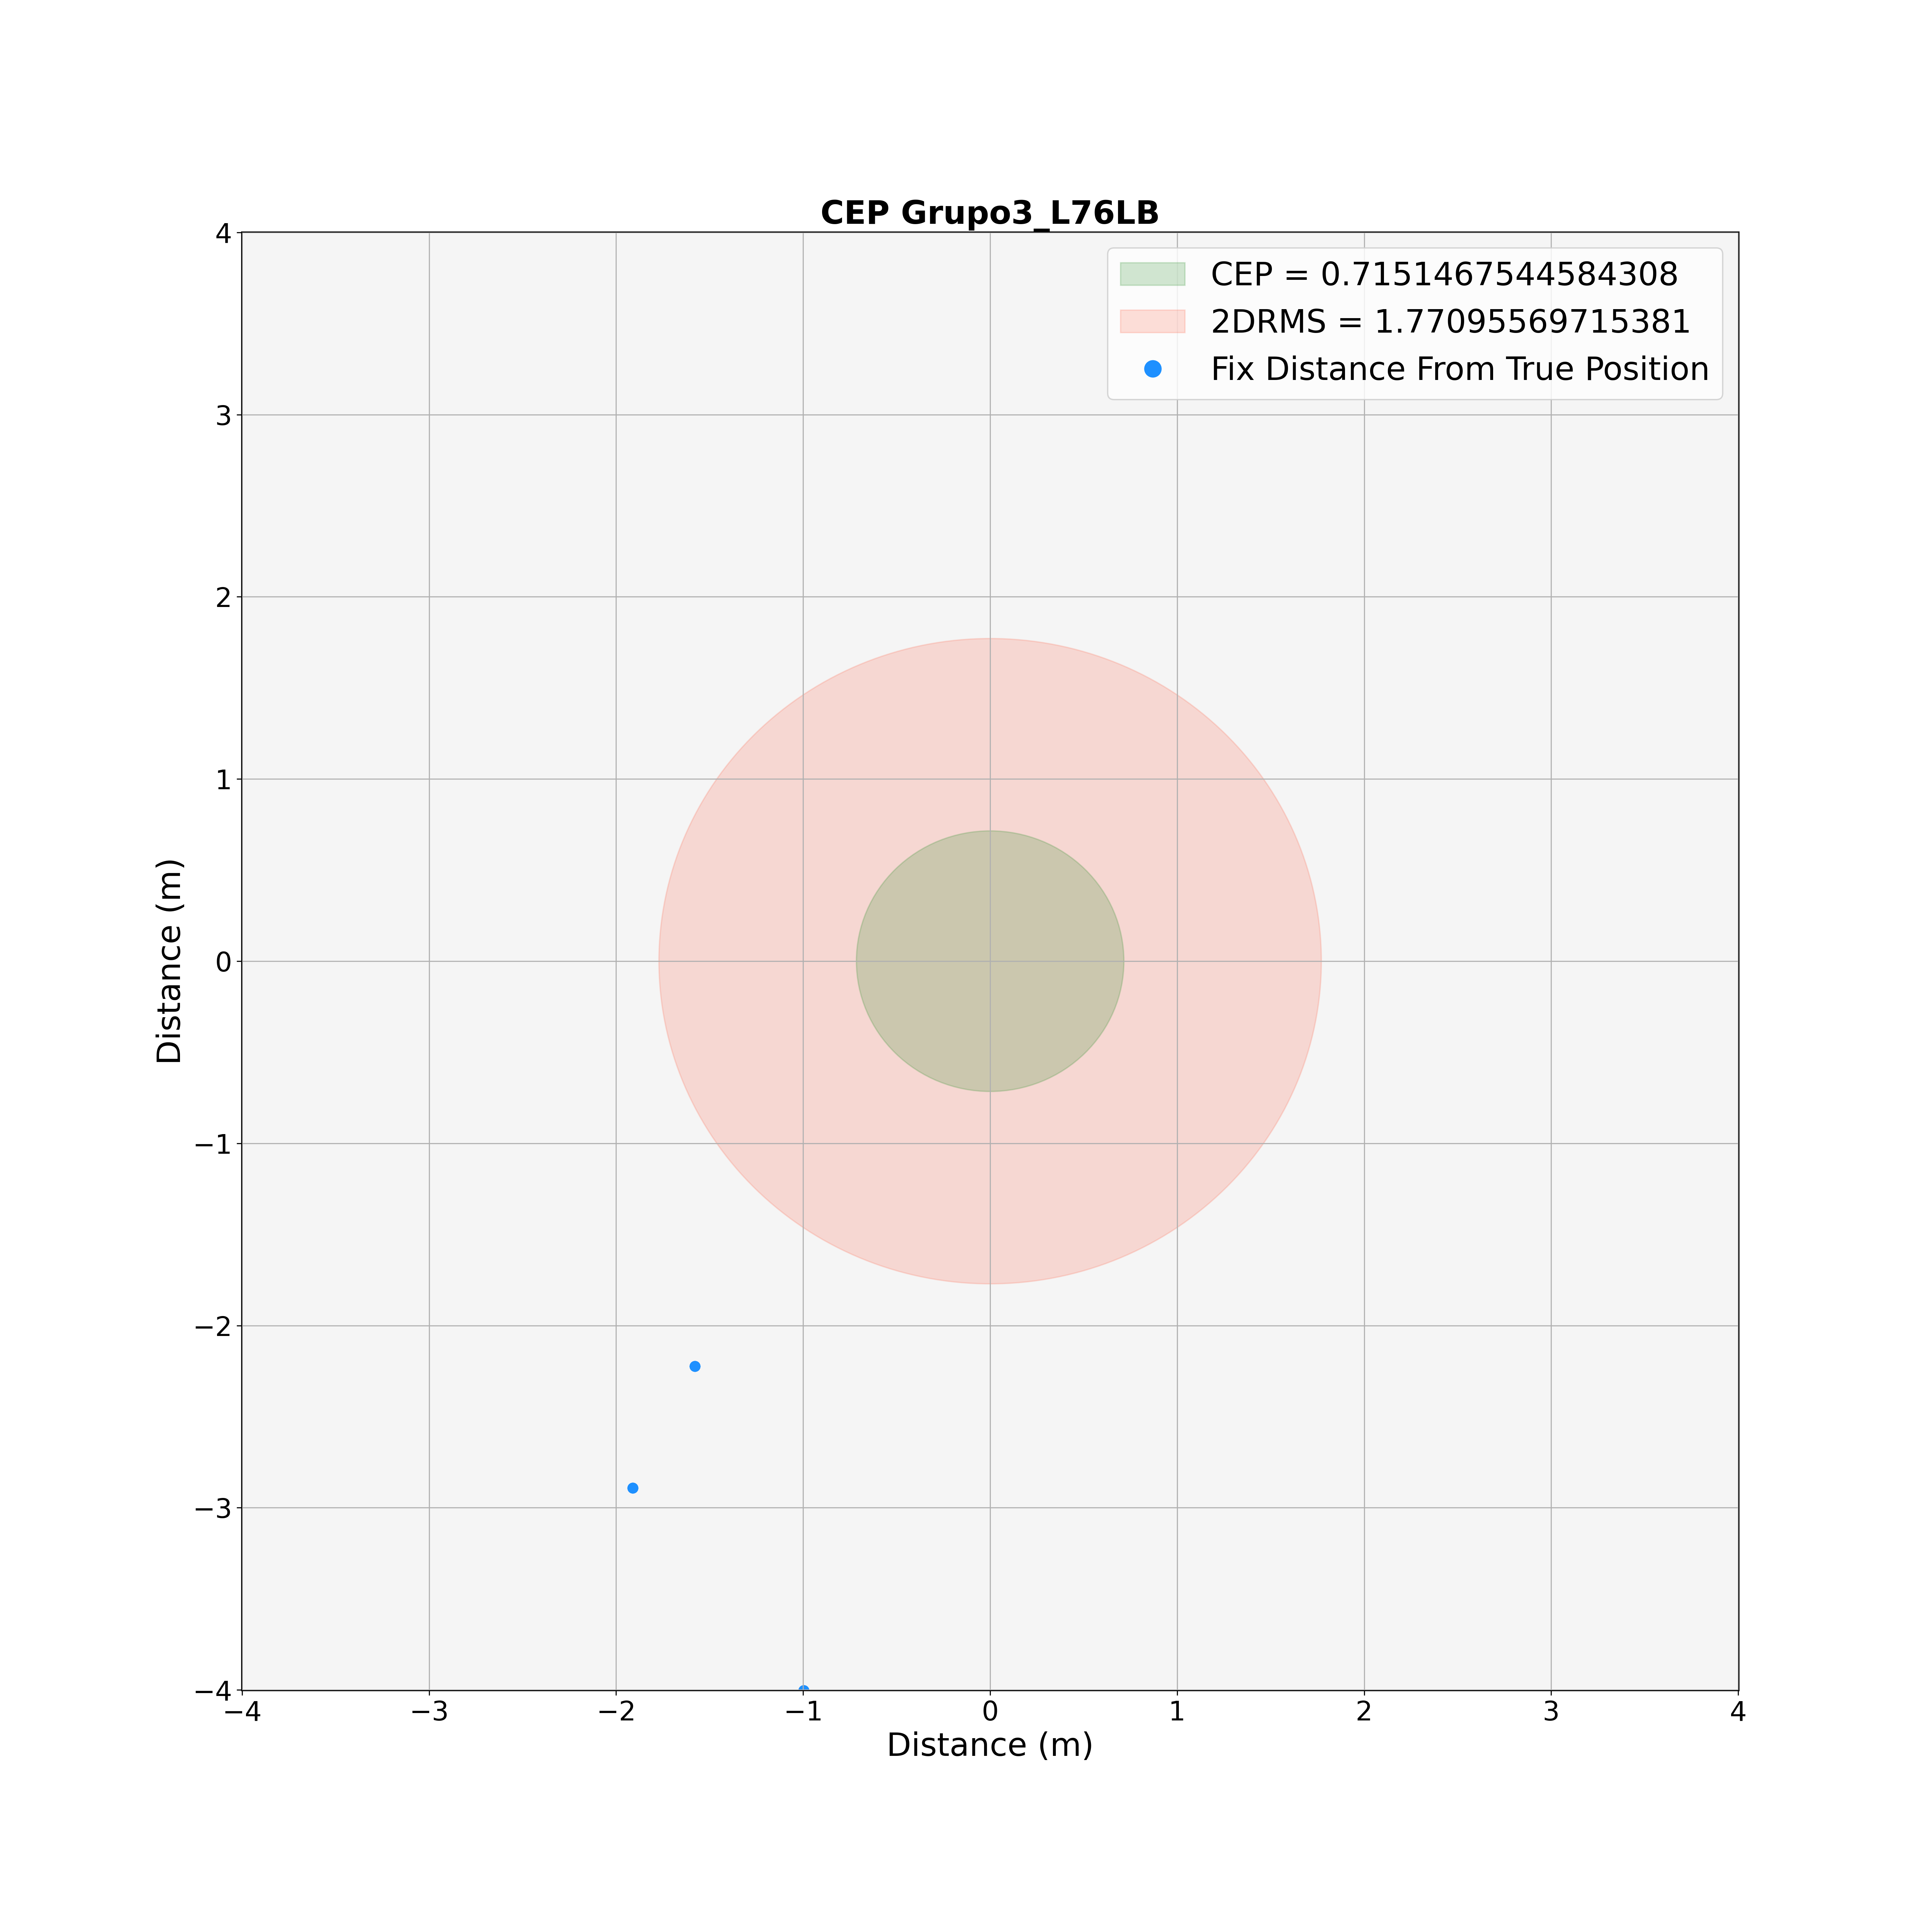 CEP Grupo3_L76LB
CEP = 0.7151467544584308
2DRMS = 1.77095569715381
Fix Distance From True Position
4
3
2
1
0
−1
−2
−3
−4
Distance (m)
−4 −3 −2 −1 0 1 2 3 4
Distance (m)